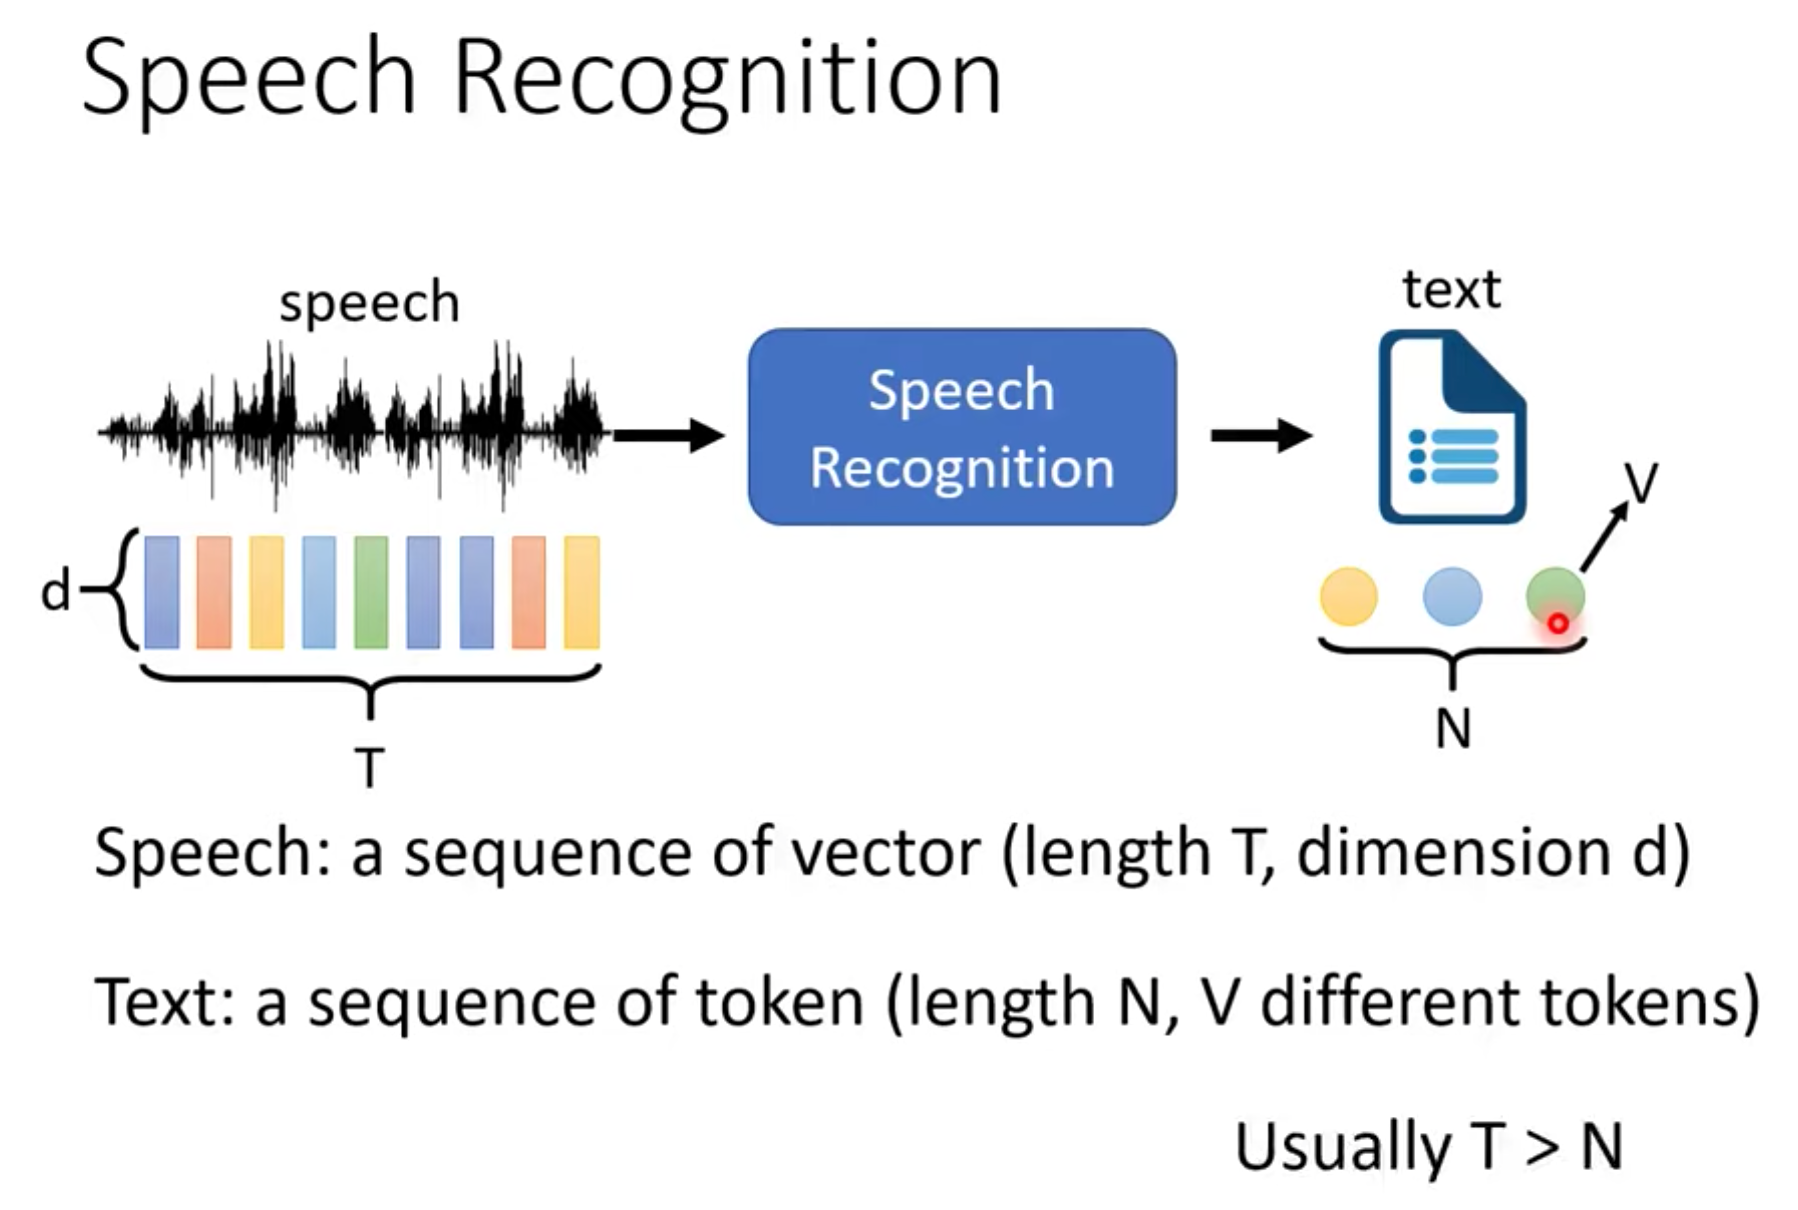 Speech Recognition
speech
Speech
Recognition
text
V
d
T
N
Speech: a sequence of vector (length T, dimension d)
Text: a sequence of token (length N, V different tokens)
Usually T > N